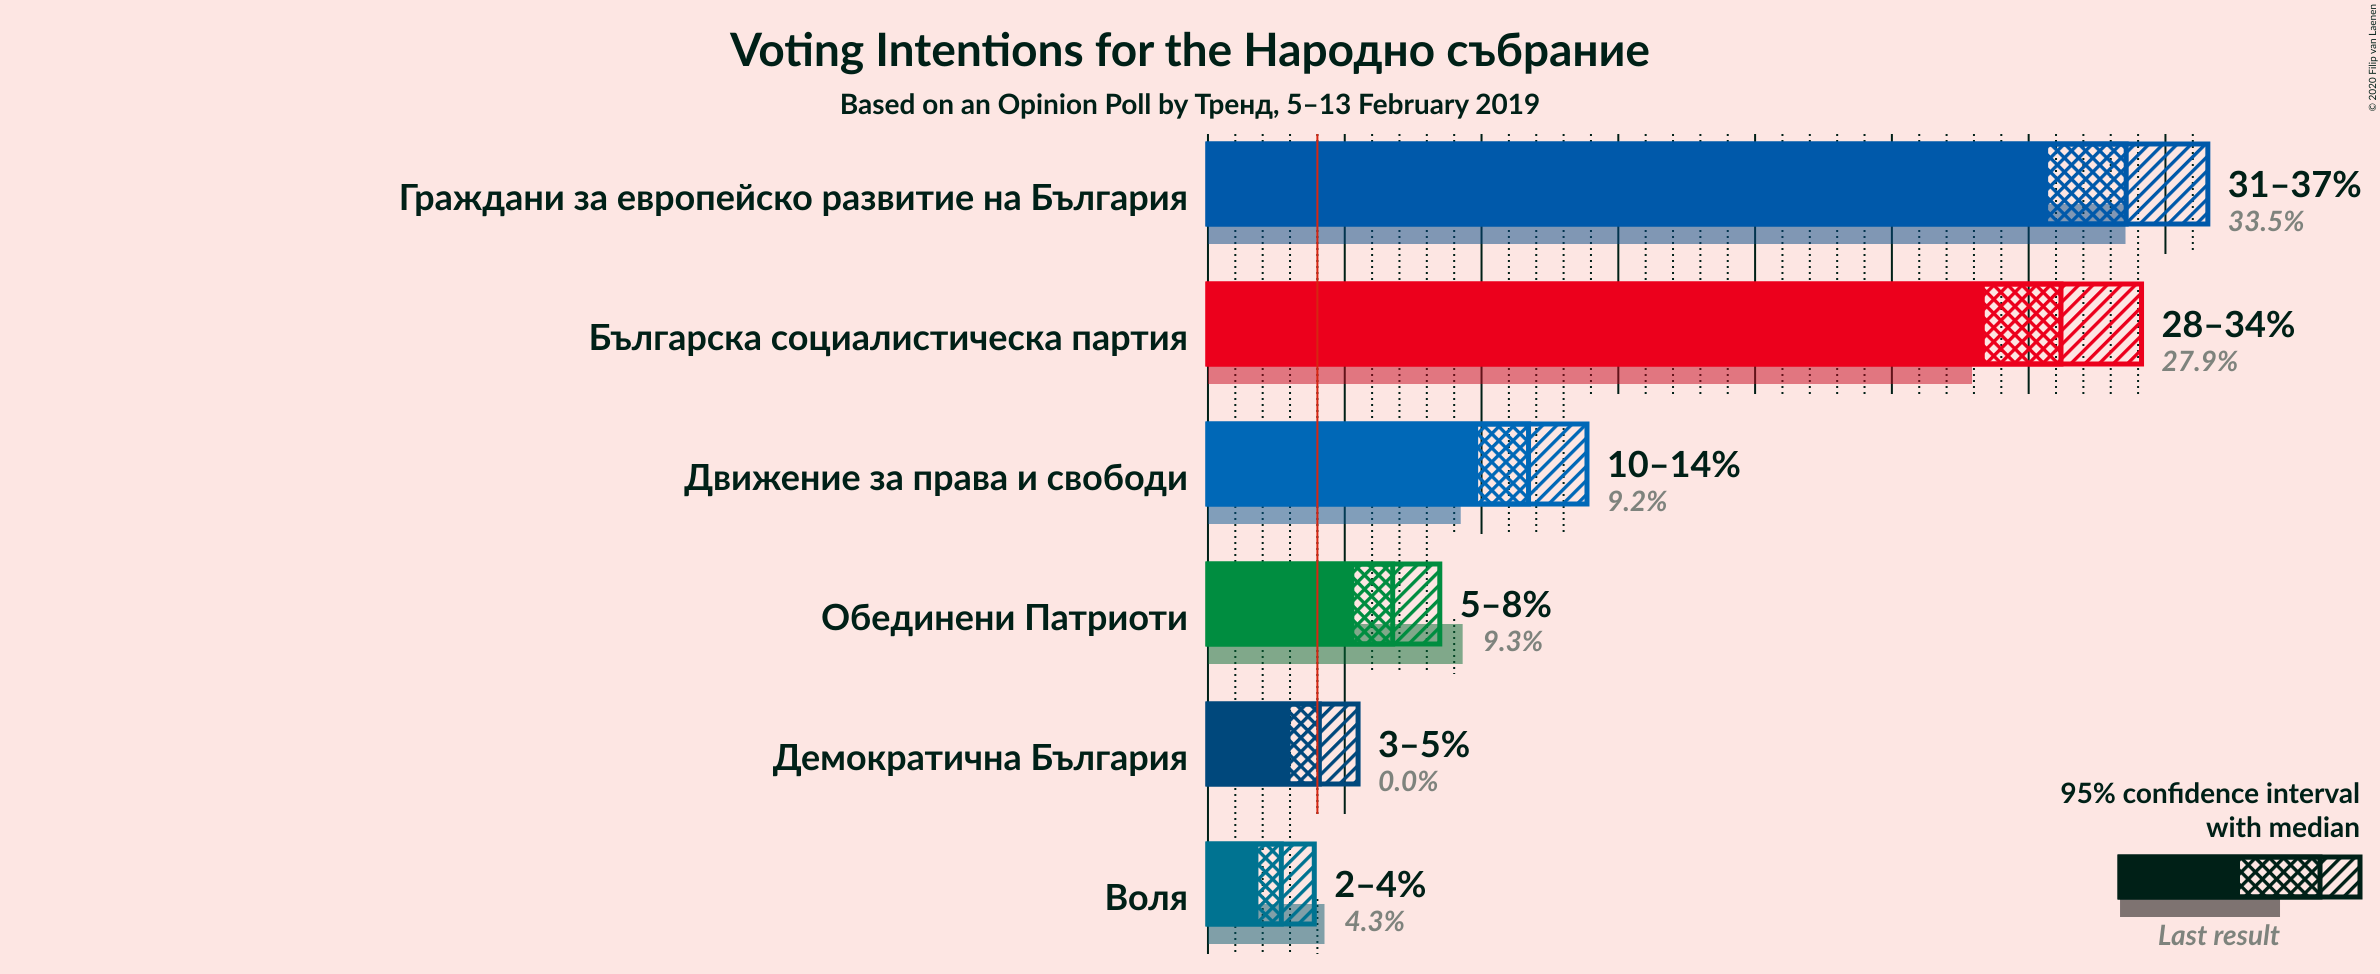 Voting Intentions for the Народно събрание
Based on an Opinion Poll by Тренд, 5–13 February 2019
© 2020 Filip van Laenen
Граждани за европейско развитие на България
31–37%
33.5%
Българска социалистическа партия
28–34%
27.9%
Движение за права и свободи
10–14%
9.2%
Обединени Патриоти
5–8%
9.3%
Демократична България
3–5%
0.0%
Воля
2–4%
4.3%
95% confidence interval
with median
Last result